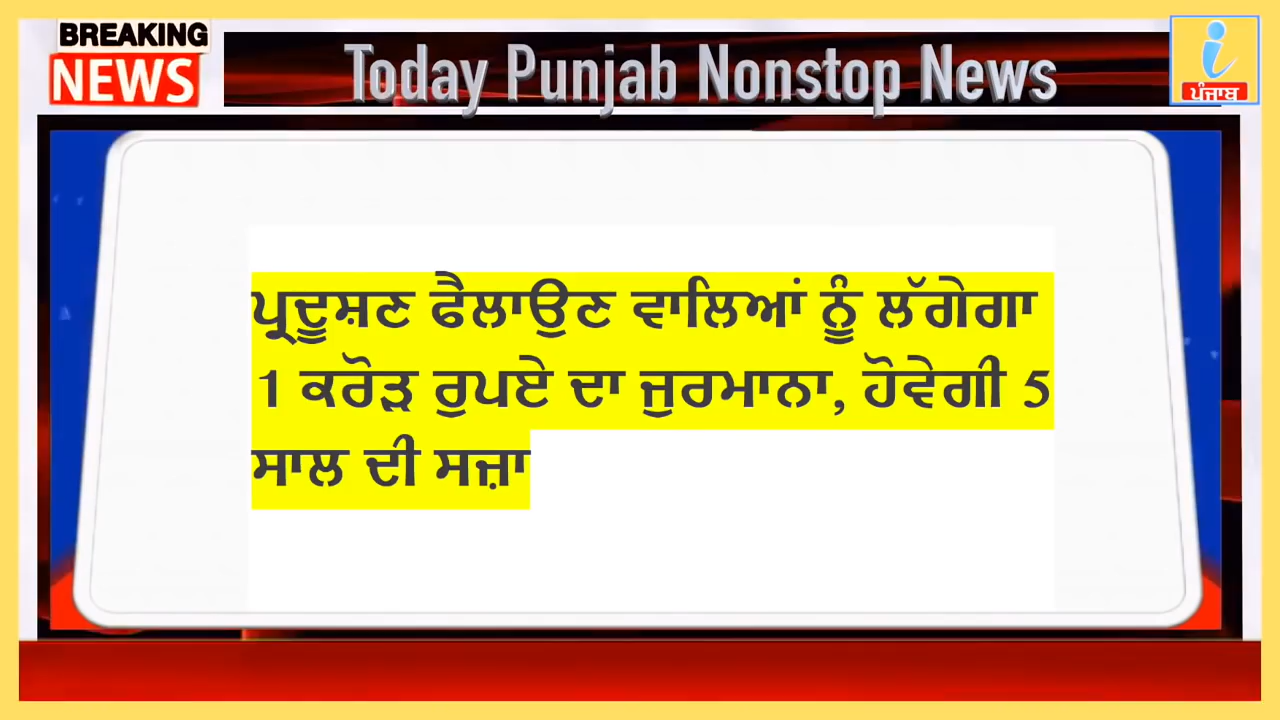 BREAKING
NEWS
Today Punjab Nonstop News
i
ਪੰਜਾਬ
ਪ੍ਰਦੂਸ਼ਣ ਫੈਲਾਉਣ ਵਾਲਿਆਂ ਨੂੰ ਲੱਗੇਗਾ
1 ਕਰੋੜ ਰੁਪਏ ਦਾ ਜੁਰਮਾਨਾ, ਹੋਵੇਗੀ 5
ਸਾਲ ਦੀ ਸਜ਼ਾ